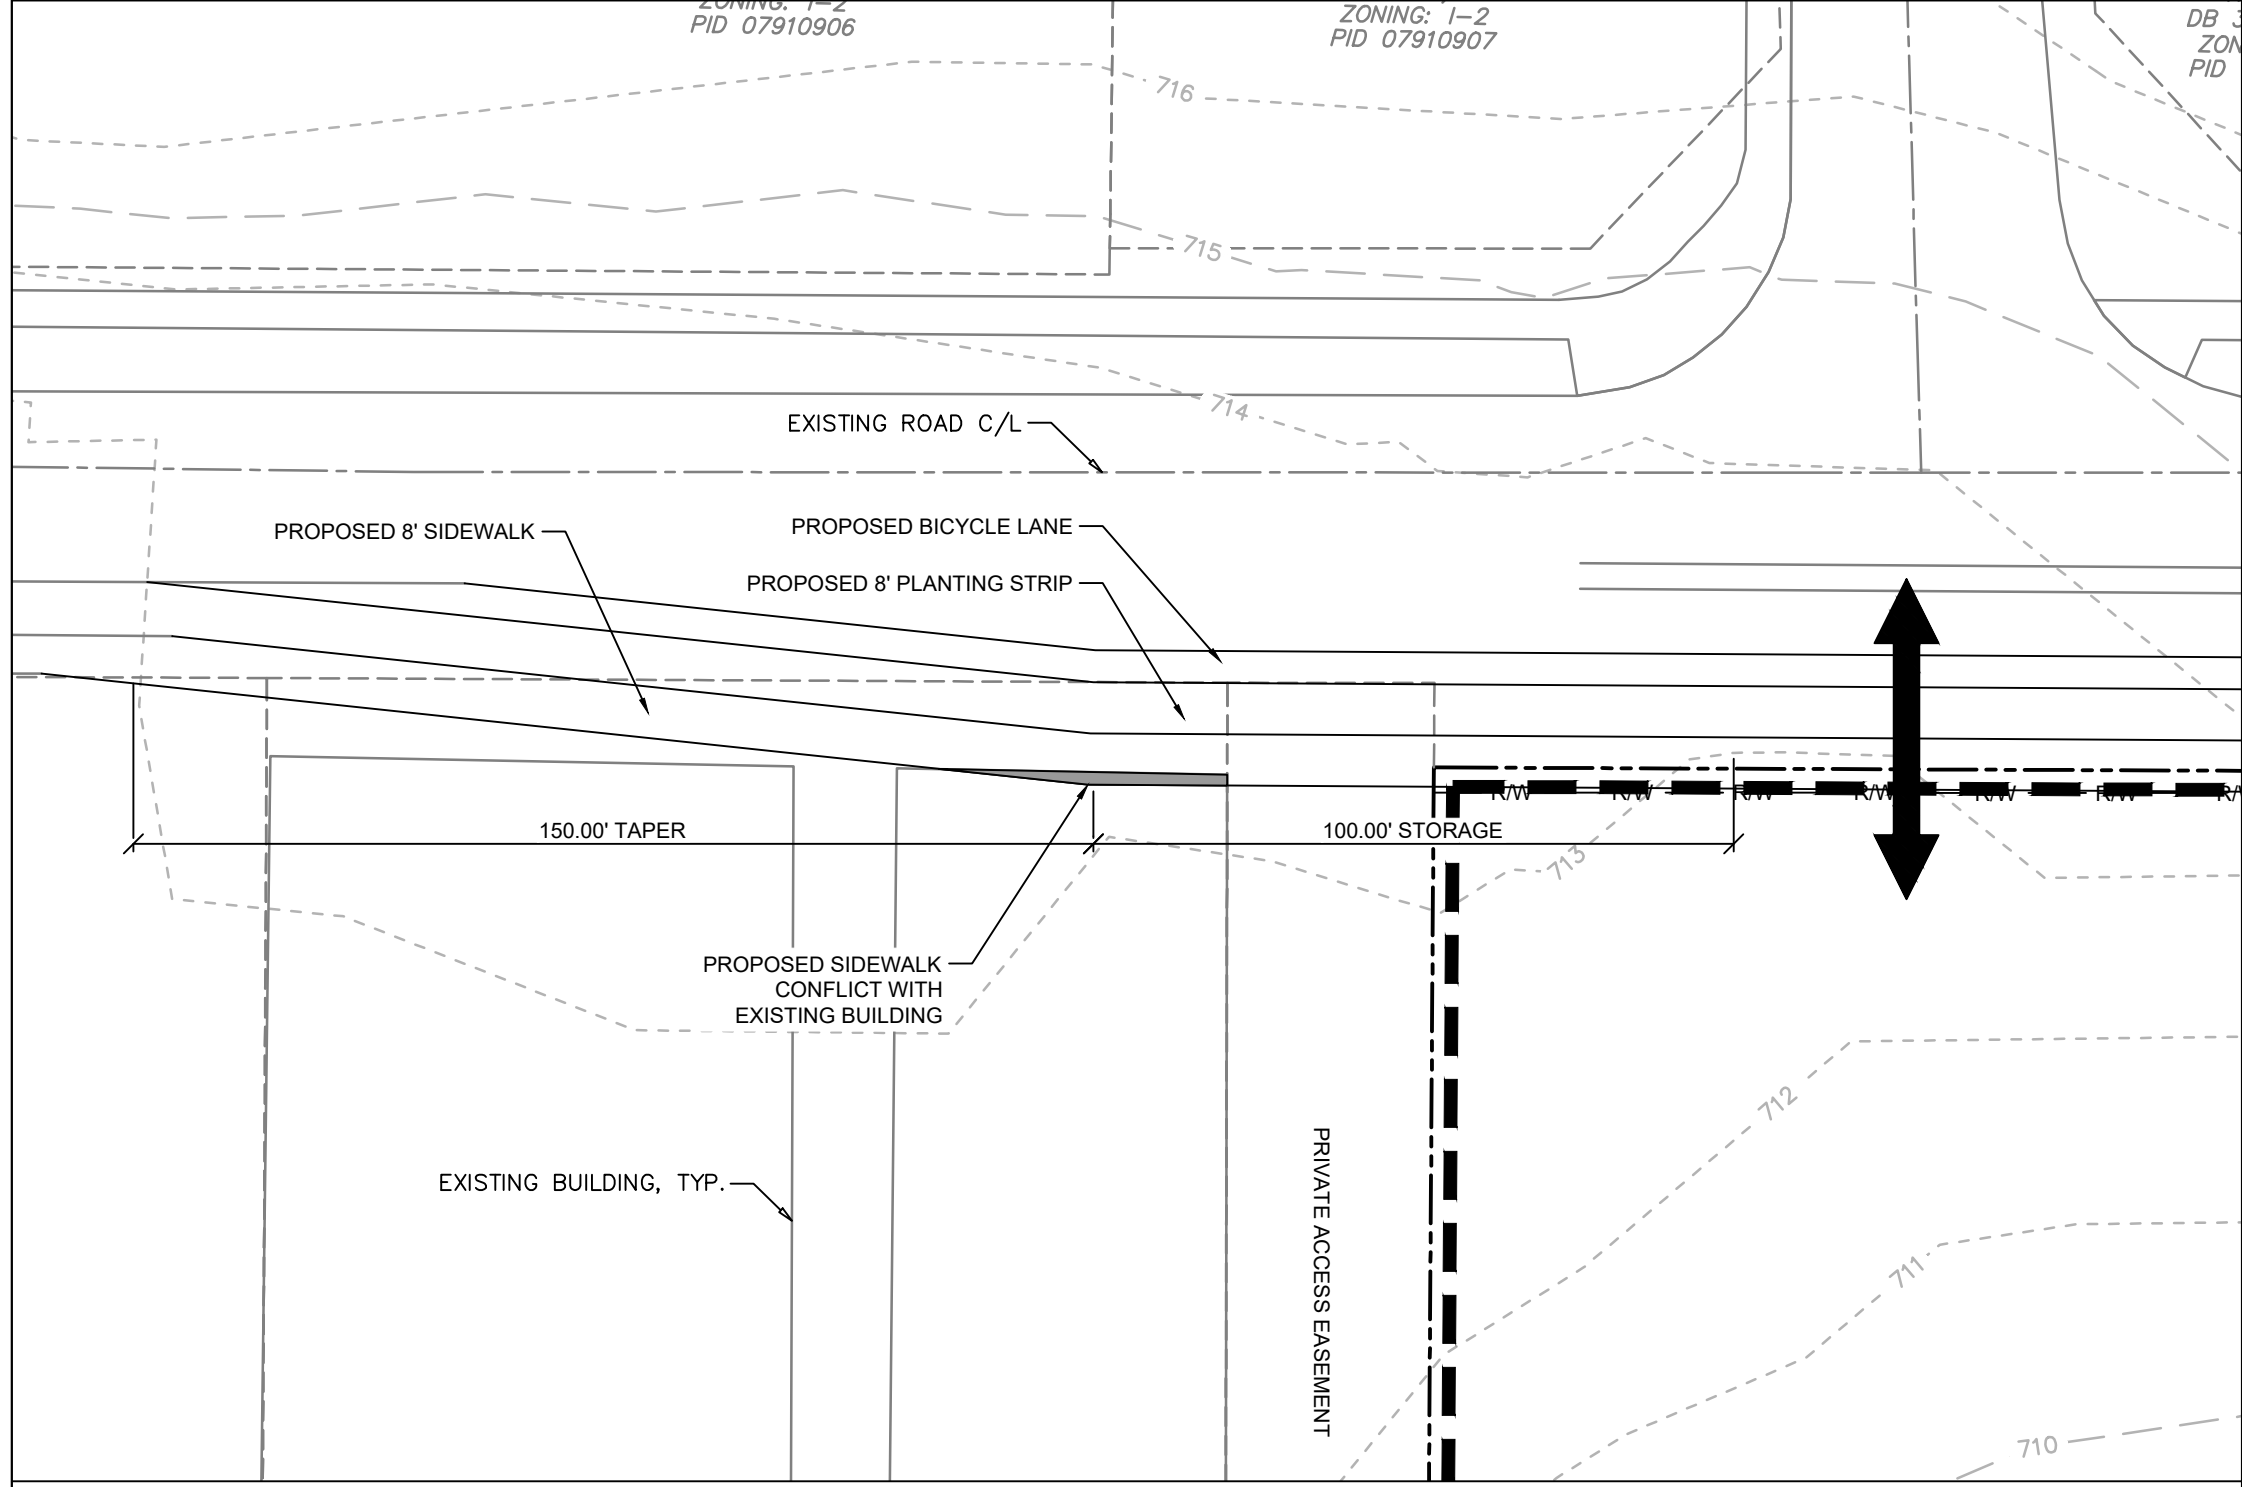 ZONING: I-2
PID 07910906
ZONING: I-2
PID 07910907
DB 3
ZON
PID
716
715
714
EXISTING ROAD C/L
PROPOSED 8' SIDEWALK
PROPOSED BICYCLE LANE
PROPOSED 8' PLANTING STRIP
R/W
R/W
R/W
R/W
R/W
R/W
R/
150.00' TAPER
100.00' STORAGE
713
PROPOSED SIDEWALK
CONFLICT WITH
EXISTING BUILDING
712
EXISTING BUILDING, TYP.
PRIVATE ACCESS EASEMENT
711
710